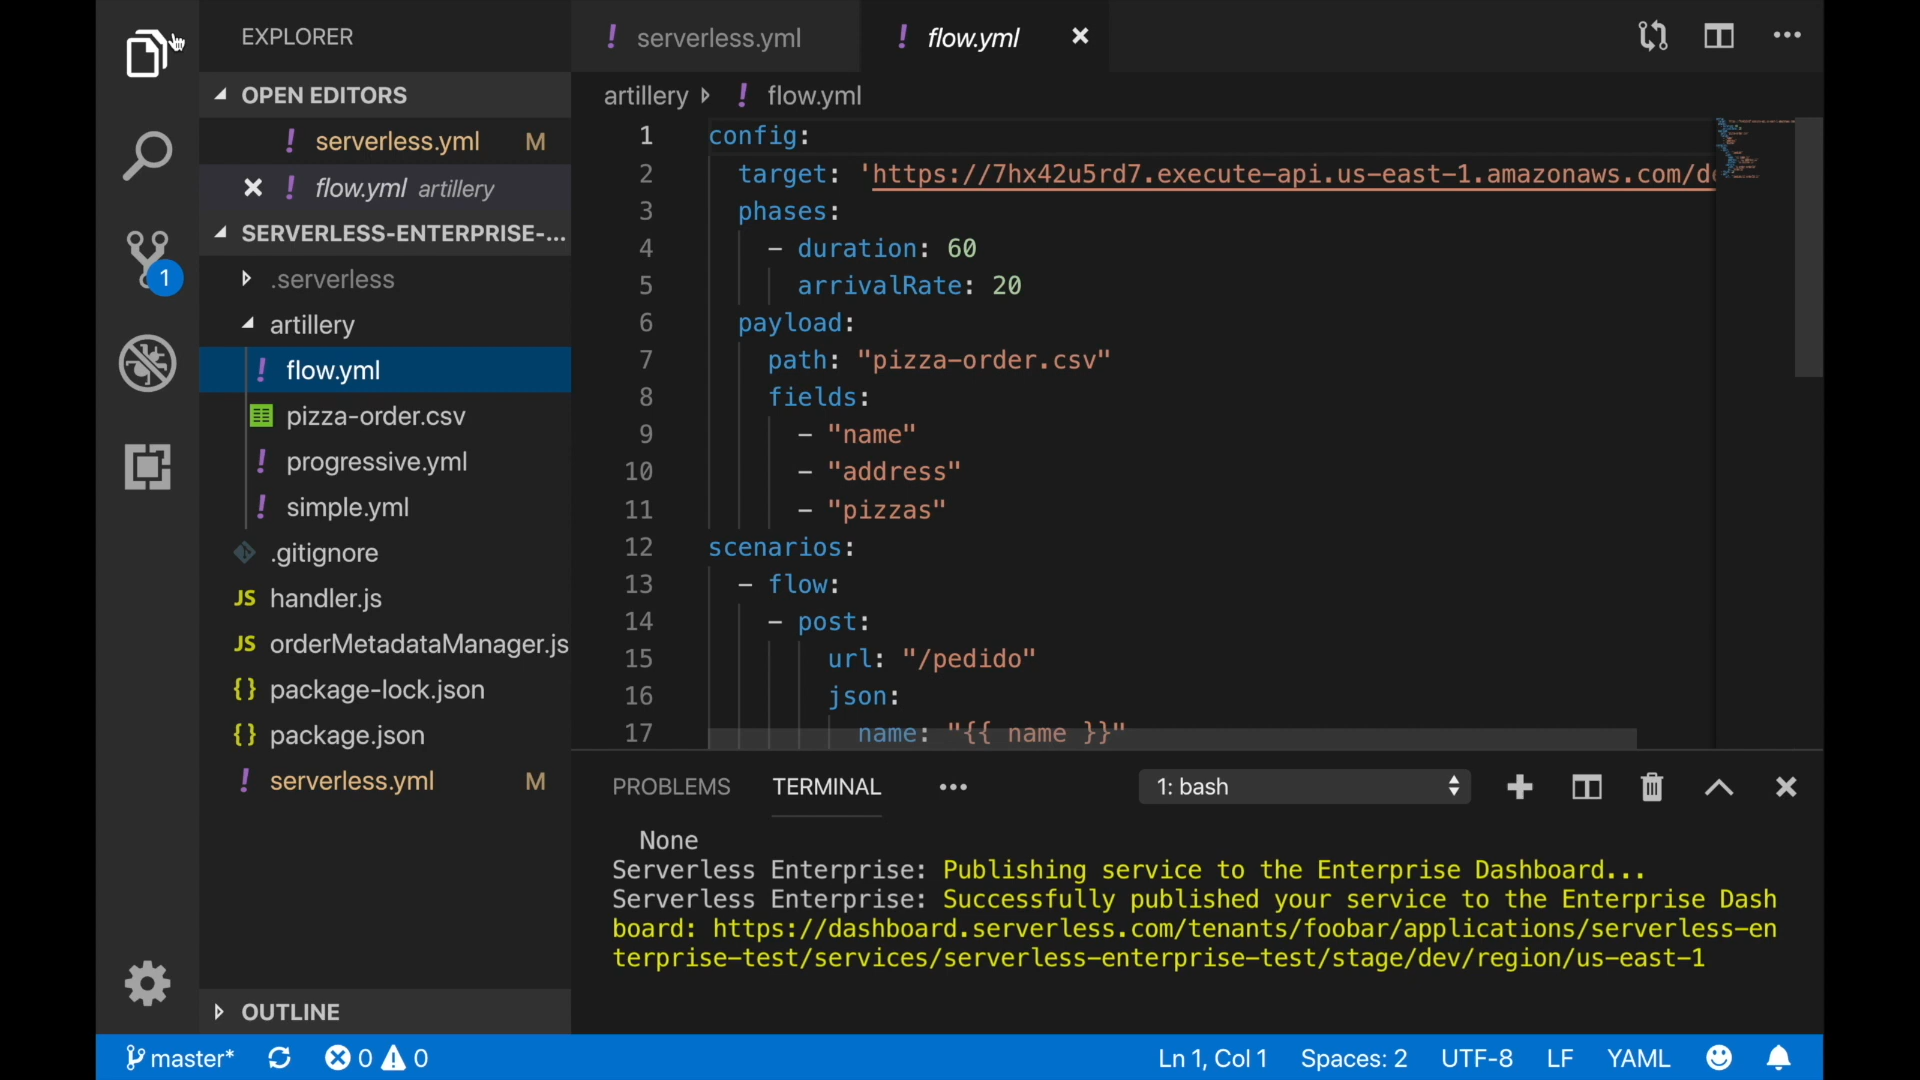 EXPLORER
OPEN EDITORS
! serverless.yml M
! flow.yml artillery
SERVERLESS-ENTERPRISE-...
.serverless
artillery
! flow.yml
pizza-order.csv
! progressive.yml
! simple.yml
.gitignore
JS handler.js
JS orderMetadataManager.js
{} package-lock.json
{} package.json
! serverless.yml M
OUTLINE
1
! serverless.yml
! flow.yml
artillery ! flow.yml
1 config:
2 target: 'https://7hx42u5rd7.execute-api.us-east-1.amazonaws.com/d
3 phases:
4 - duration: 60
5 arrivalRate: 20
6 payload:
7 path: "pizza-order.csv"
8 fields:
9 - "name"
10 - "address"
11 - "pizzas"
12 scenarios:
13 - flow:
14 - post:
15 url: "/pedido"
16 json:
17 name: "{{ name }}"
PROBLEMS TERMINAL ••• 1: bash
None
Serverless Enterprise: Publishing service to the Enterprise Dashboard...
Serverless Enterprise: Successfully published your service to the Enterprise Dash
board: https://dashboard.serverless.com/tenants/foobar/applications/serverless-en
terprise-test/services/serverless-enterprise-test/stage/dev/region/us-east-1
master* 0 0 Ln 1, Col 1 Spaces: 2 UTF-8 LF YAML